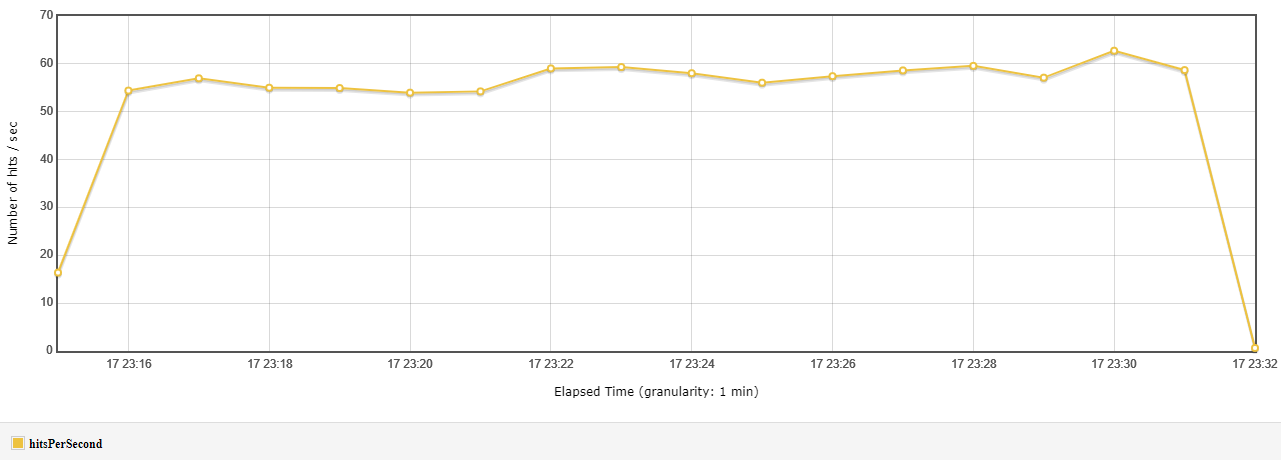 70
60
50
40
30
20
10
0
Number of hits / sec
17 23:16 17 23:18 17 23:20 17 23:22 17 23:24 17 23:26 17 23:28 17 23:30 17 23:32
Elapsed Time (granularity: 1 min)
hitsPerSecond